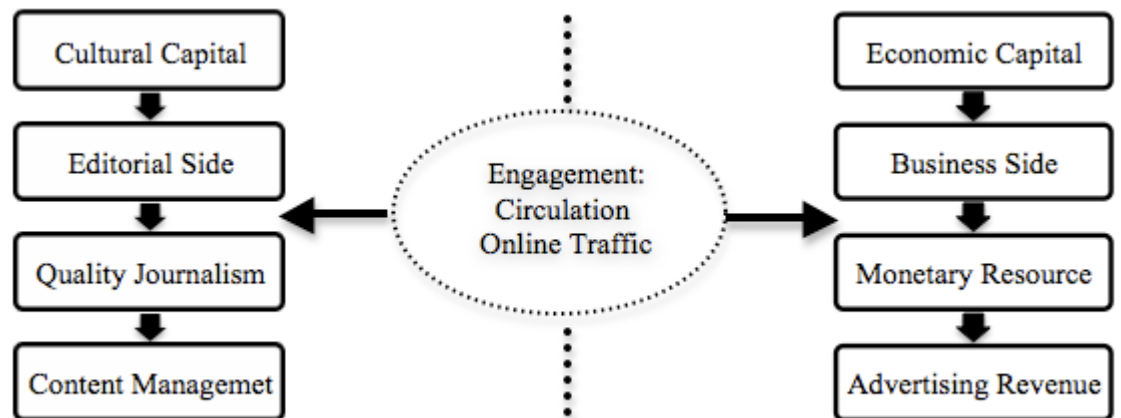 Cultural Capital
Editorial Side
Quality Journalism
Content Managemet
Engagement:
Circulation
Online Traffic
Economic Capital
Business Side
Monetary Resource
Advertising Revenue